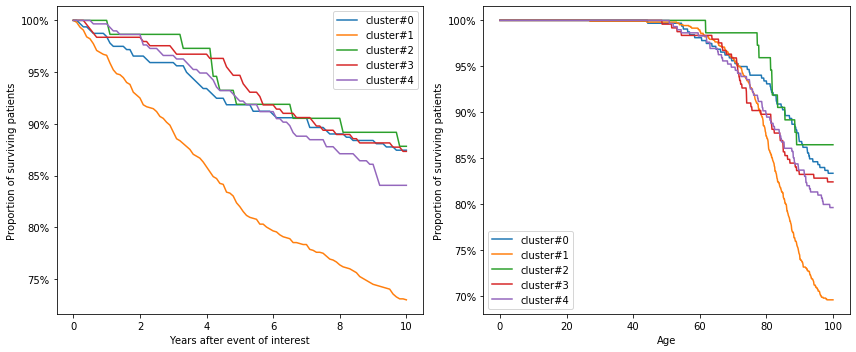 100%
95%
90%
85%
80%
75%
Proportion of surviving patients
0
2
4
6
8
10
Years after event of interest
cluster#0
cluster#1
cluster#2
cluster#3
cluster#4
100%
95%
90%
85%
80%
75%
70%
Proportion of surviving patients
0
20
40
60
80
100
Age
cluster#0
cluster#1
cluster#2
cluster#3
cluster#4